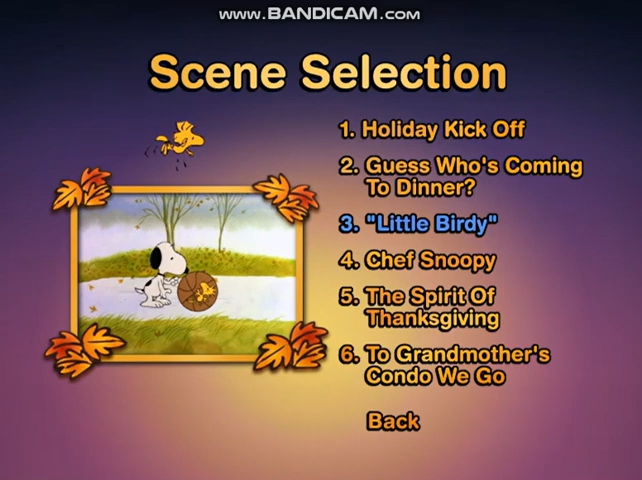 www.BANDICAM.com
Scene Selection
1. Holiday Kick Off
2. Guess Who's Coming
To Dinner?
3. "Little Birdy"
4. Chef Snoopy
5. The Spirit Of
Thanksgiving
6. To Grandmother's
Condo We Go
Back